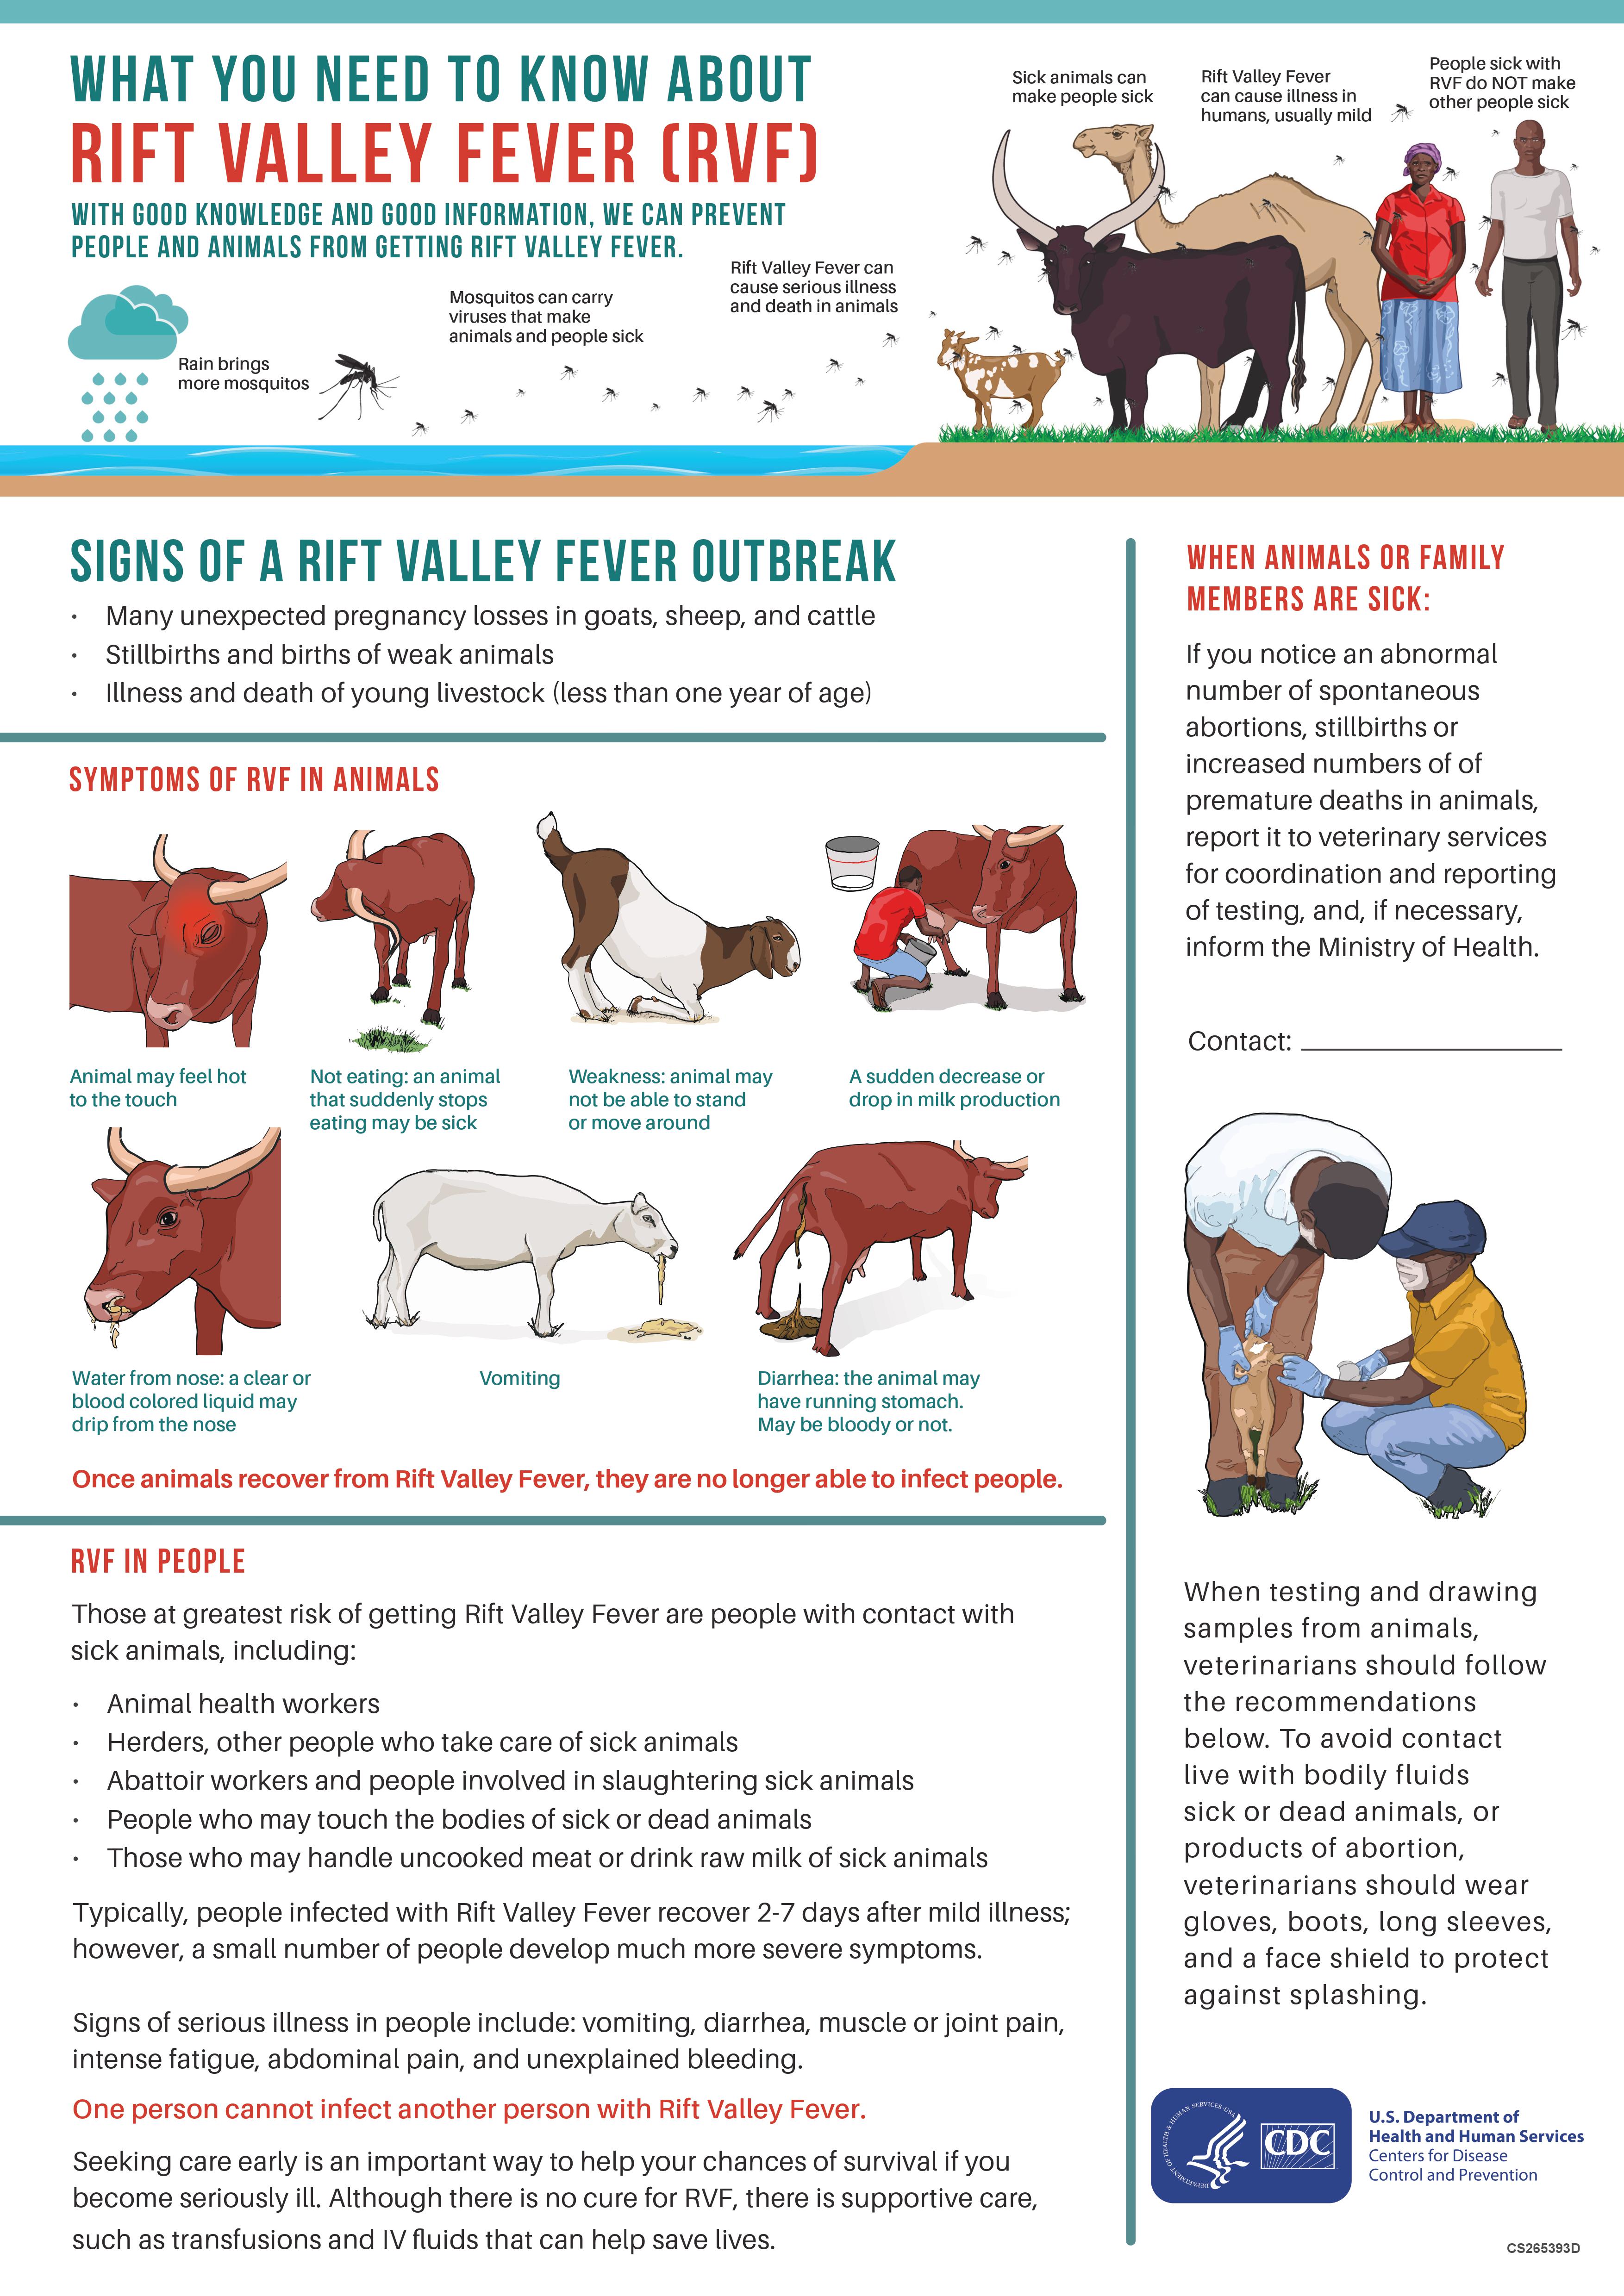 WHAT YOU NEED TO KNOW ABOUT
RIFT VALLEY FEVER (RVF)
WITH GOOD KNOWLEDGE AND GOOD INFORMATION, WE CAN PREVENT
PEOPLE AND ANIMALS FROM GETTING RIFT VALLEY FEVER.
Rain brings
more mosquitos
Mosquitos can carry
viruses that make
animals and people sick
Rift Valley Fever can
cause serious illness
and death in animals
Sick animals can
make people sick
Rift Valley Fever
can cause illness in
humans, usually mild
People sick with
RVF do NOT make
other people sick
SIGNS OF A RIFT VALLEY FEVER OUTBREAK
• Many unexpected pregnancy losses in goats, sheep, and cattle
• Stillbirths and births of weak animals
• Illness and death of young livestock (less than one year of age)
SYMPTOMS OF RVF IN ANIMALS
Animal may feel hot
to the touch
Not eating: an animal
that suddenly stops
eating may be sick
Weakness: animal may
not be able to stand
or move around
A sudden decrease or
drop in milk production
Water from nose: a clear or
blood colored liquid may
drip from the nose
Vomiting
Diarrhea: the animal may
have running stomach.
May be bloody or not.
Once animals recover from Rift Valley Fever, they are no longer able to infect people.
RVF IN PEOPLE
Those at greatest risk of getting Rift Valley Fever are people with contact with
sick animals, including:
• Animal health workers
• Herders, other people who take care of sick animals
• Abattoir workers and people involved in slaughtering sick animals
• People who may touch the bodies of sick or dead animals
• Those who may handle uncooked meat or drink raw milk of sick animals
Typically, people infected with Rift Valley Fever recover 2-7 days after mild illness;
however, a small number of people develop much more severe symptoms.
Signs of serious illness in people include: vomiting, diarrhea, muscle or joint pain,
intense fatigue, abdominal pain, and unexplained bleeding.
One person cannot infect another person with Rift Valley Fever.
Seeking care early is an important way to help your chances of survival if you
become seriously ill. Although there is no cure for RVF, there is supportive care,
such as transfusions and IV fluids that can help save lives.
WHEN ANIMALS OR FAMILY
MEMBERS ARE SICK:
If you notice an abnormal
number of spontaneous
abortions, stillbirths or
increased numbers of of
premature deaths in animals,
report it to veterinary services
for coordination and reporting
of testing, and, if necessary,
inform the Ministry of Health.
Contact:
When testing and drawing
samples from animals,
veterinarians should follow
the recommendations
below. To avoid contact
live with bodily fluids
sick or dead animals, or
products of abortion,
veterinarians should wear
gloves, boots, long sleeves,
and a face shield to protect
against splashing.
DEPARTMENT OF HEALTH & HUMAN SERVICES·USA
CDC
U.S. Department of
Health and Human Services
Centers for Disease
Control and Prevention
CS265393D